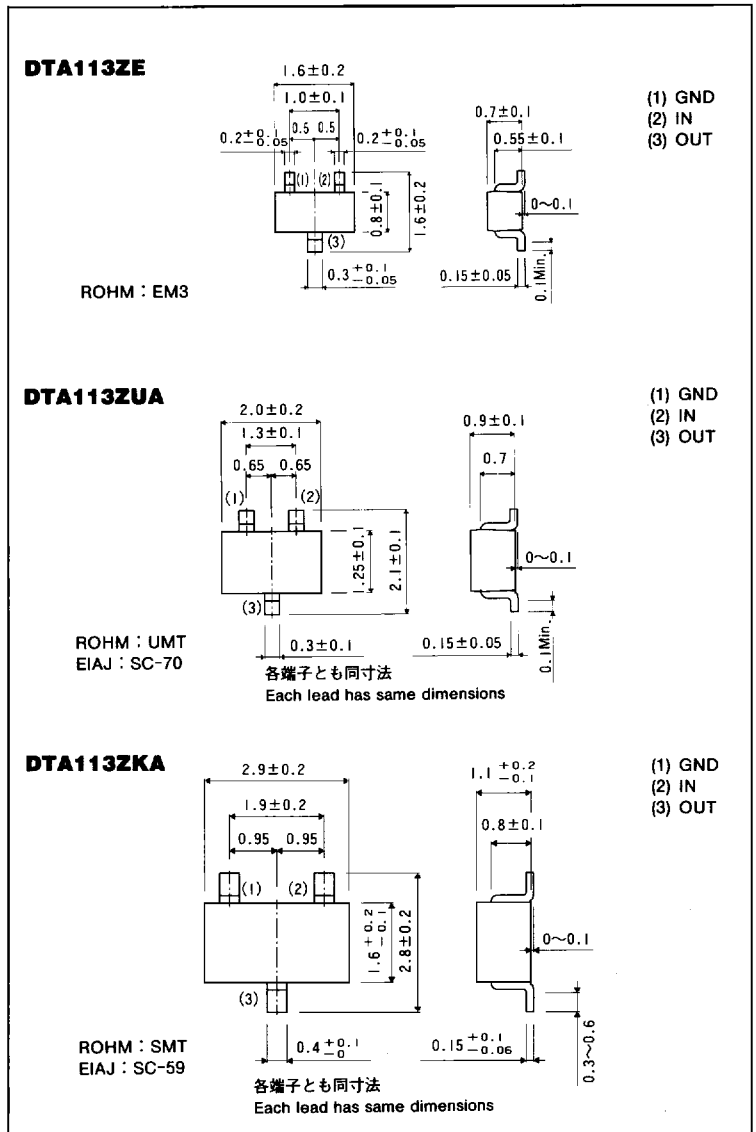 DTA113ZE
1.6±0.2
1.0±0.1
0.5 0.5
0.2 +0.1 −0.05
0.2 +0.1 −0.05
(1) (2)
(3)
0.8±0.1
1.6±0.2
0.3 +0.1 −0.05
0.7±0.1
0.55±0.1
0~0.1
0.15±0.05
0.1Min.
(1) GND
(2) IN
(3) OUT
ROHM : EM3
DTA113ZUA
2.0±0.2
1.3±0.1
0.65 0.65
(1) (2)
(3)
1.25±0.1
2.1±0.1
0.3±0.1
0.9±0.1
0.7
0~0.1
0.15±0.05
0.1Min.
(1) GND
(2) IN
(3) OUT
ROHM : UMT
EIAJ : SC-70
各端子とも同寸法
Each lead has same dimensions
DTA113ZKA
2.9±0.2
1.9±0.2
0.95 0.95
(1) (2)
(3)
1.6 +0.2 −0.1
2.8±0.2
0.4 +0.1 −0
1.1 +0.2 −0.1
0.8±0.1
0~0.1
0.15 +0.1 −0.06
0.3~0.6
(1) GND
(2) IN
(3) OUT
ROHM : SMT
EIAJ : SC-59
各端子とも同寸法
Each lead has same dimensions